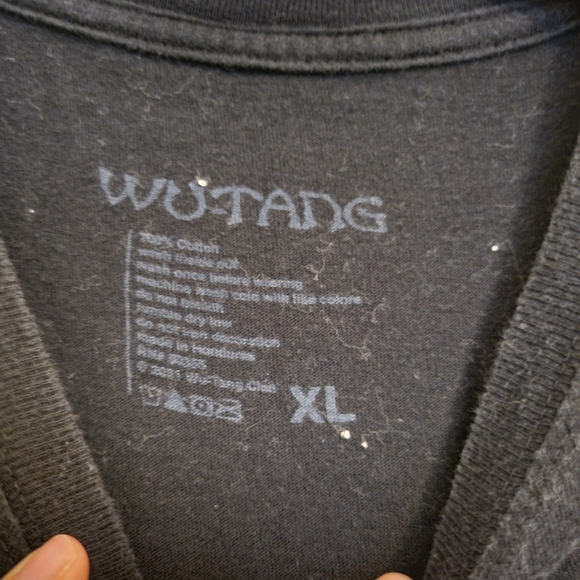 WU-TANG
100% Cotton
wash inside out
wash once before wearing
machine wash cold with like colors
do not bleach
tumble dry low
do not iron decoration
made in Honduras
© 2021 Wu-Tang Clan
XL